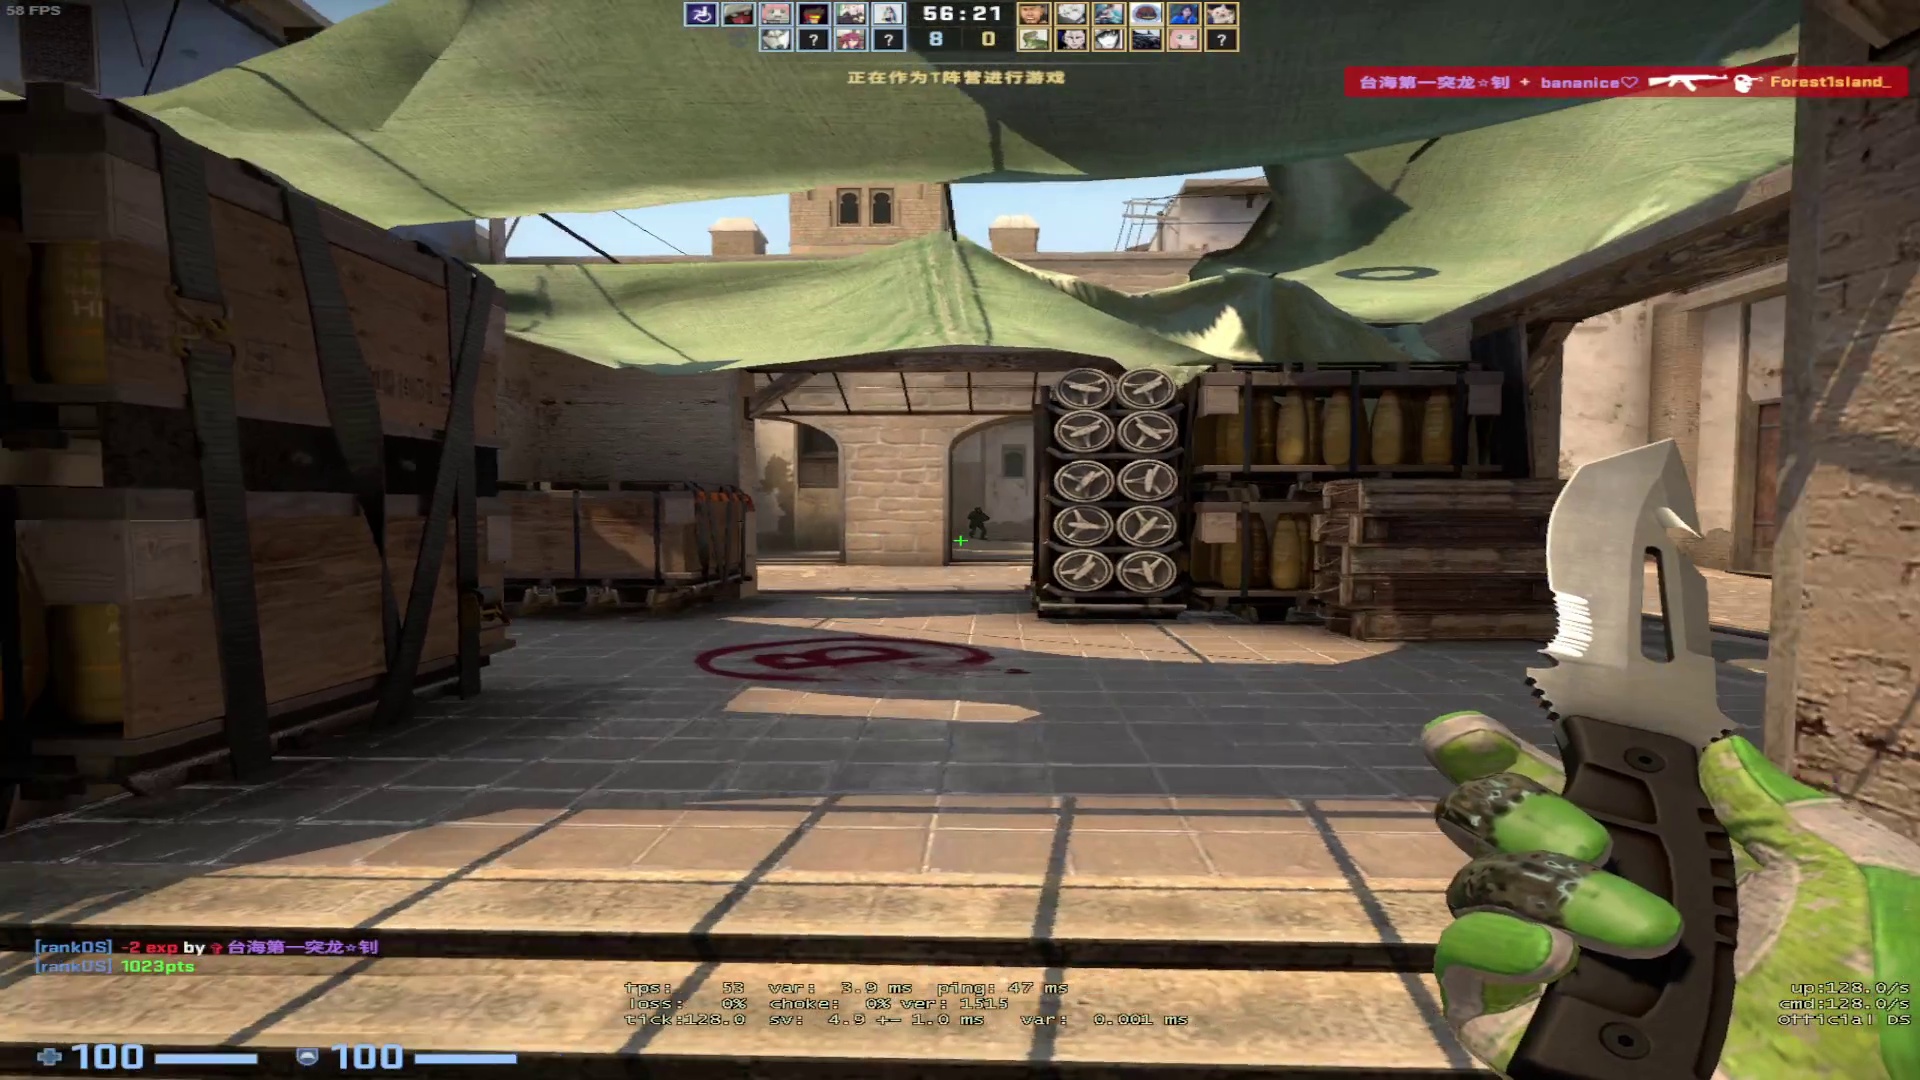 58 FPS
56:21
? ? 8 0 ?
正在作为T阵营进行游戏
台海第一突龙☆钊 + bananice♡ Forest1sland_
[rankDS] -2 exp by 台海第一突龙☆钊
[rankDS] 1023pts
fps: 53 var: 3.9 ms ping: 47 ms
loss: 0% choke: 0% ver: 1515
tick:128.0 sv: 4.9 +- 1.0 ms var: 0.001 ms
up:128.0/s
cmd:128.0/s
Official DS
100 100